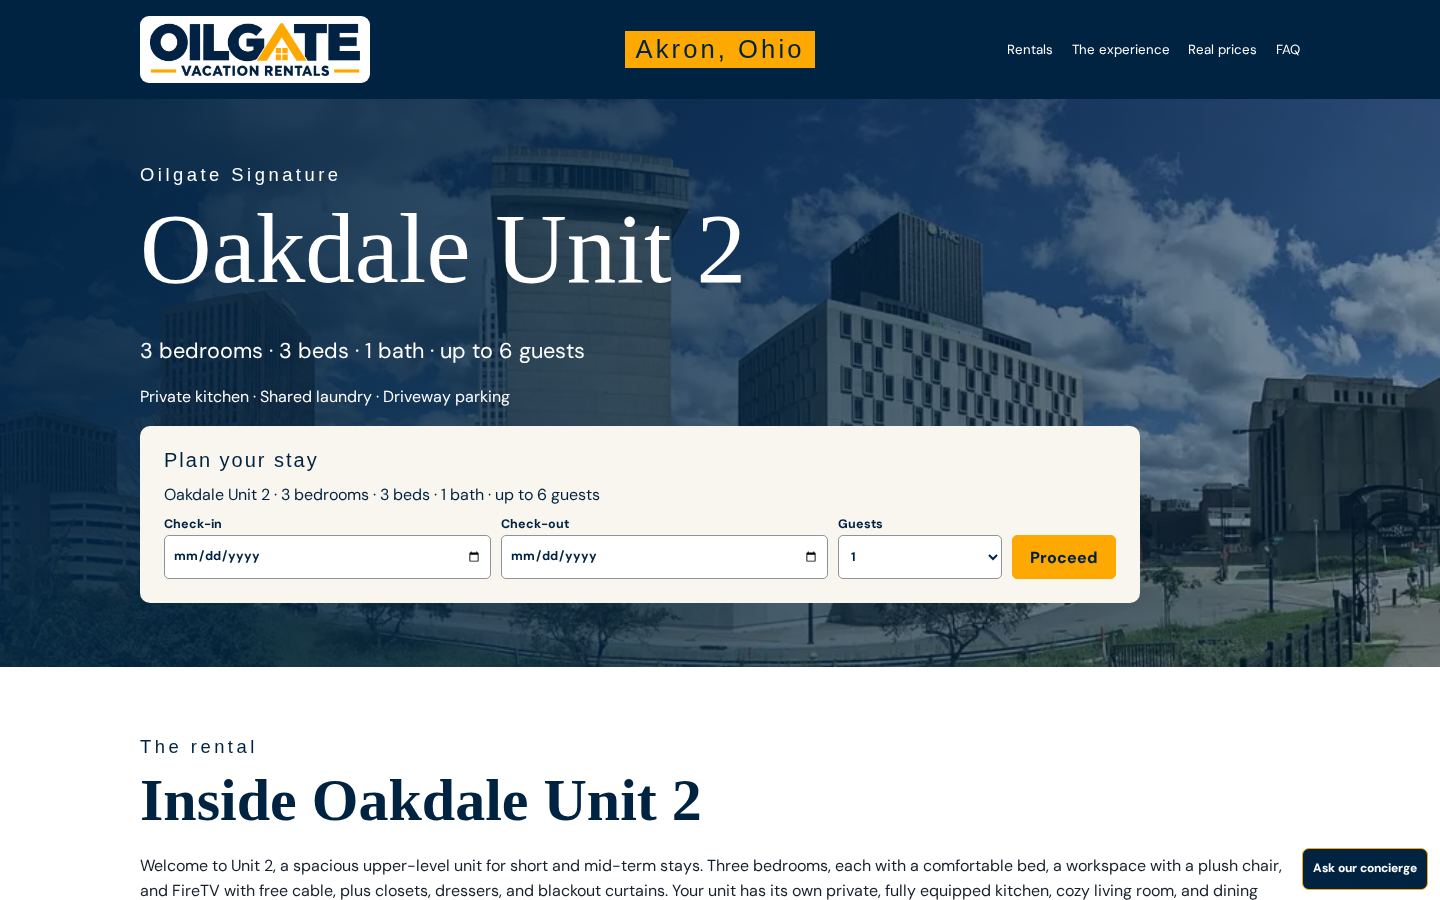 OILGATE
VACATION RENTALS
Akron, Ohio
Rentals The experience Real prices FAQ
Oilgate Signature
Oakdale Unit 2
3 bedrooms · 3 beds · 1 bath · up to 6 guests
Private kitchen · Shared laundry · Driveway parking
Plan your stay
Oakdale Unit 2 · 3 bedrooms · 3 beds · 1 bath · up to 6 guests
Check-in Check-out Guests
mm/dd/yyyy mm/dd/yyyy 1 Proceed
PNC
The rental
Inside Oakdale Unit 2
Welcome to Unit 2, a spacious upper-level unit for short and mid-term stays. Three bedrooms, each with a comfortable bed, a workspace with a plush chair,
and FireTV with free cable, plus closets, dressers, and blackout curtains. Your unit has its own private, fully equipped kitchen, cozy living room, and dining
Ask our concierge